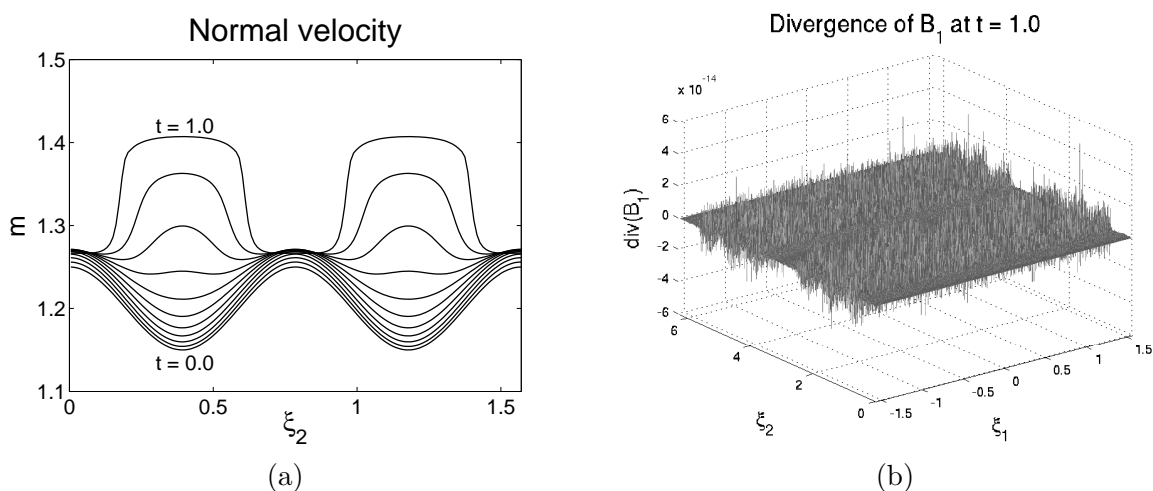 Normal velocity
1.5
1.4
1.3
1.2
1.1
m
t = 1.0
t = 0.0
0
0.5
1
1.5
ξ2
(a)
Divergence of B1 at t = 1.0
x 10-14
6
4
2
0
-2
-4
-6
div(B1)
6
4
2
0
ξ2
-1.5
-1
-0.5
0
0.5
1
1.5
ξ1
(b)